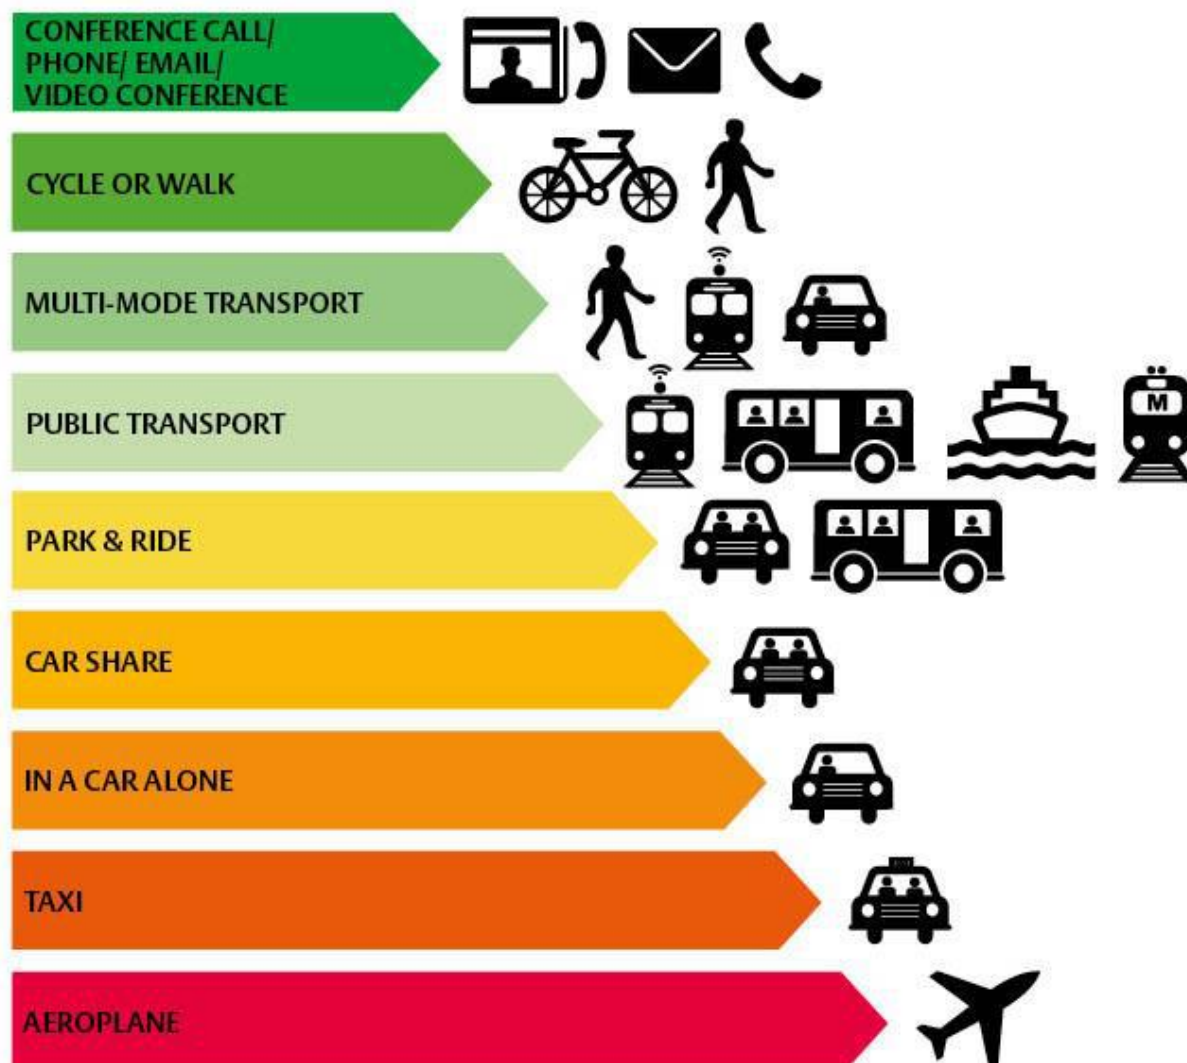 CONFERENCE CALL/
PHONE/ EMAIL/
VIDEO CONFERENCE
CYCLE OR WALK
MULTI-MODE TRANSPORT
PUBLIC TRANSPORT
M
PARK & RIDE
CAR SHARE
IN A CAR ALONE
TAXI
AEROPLANE